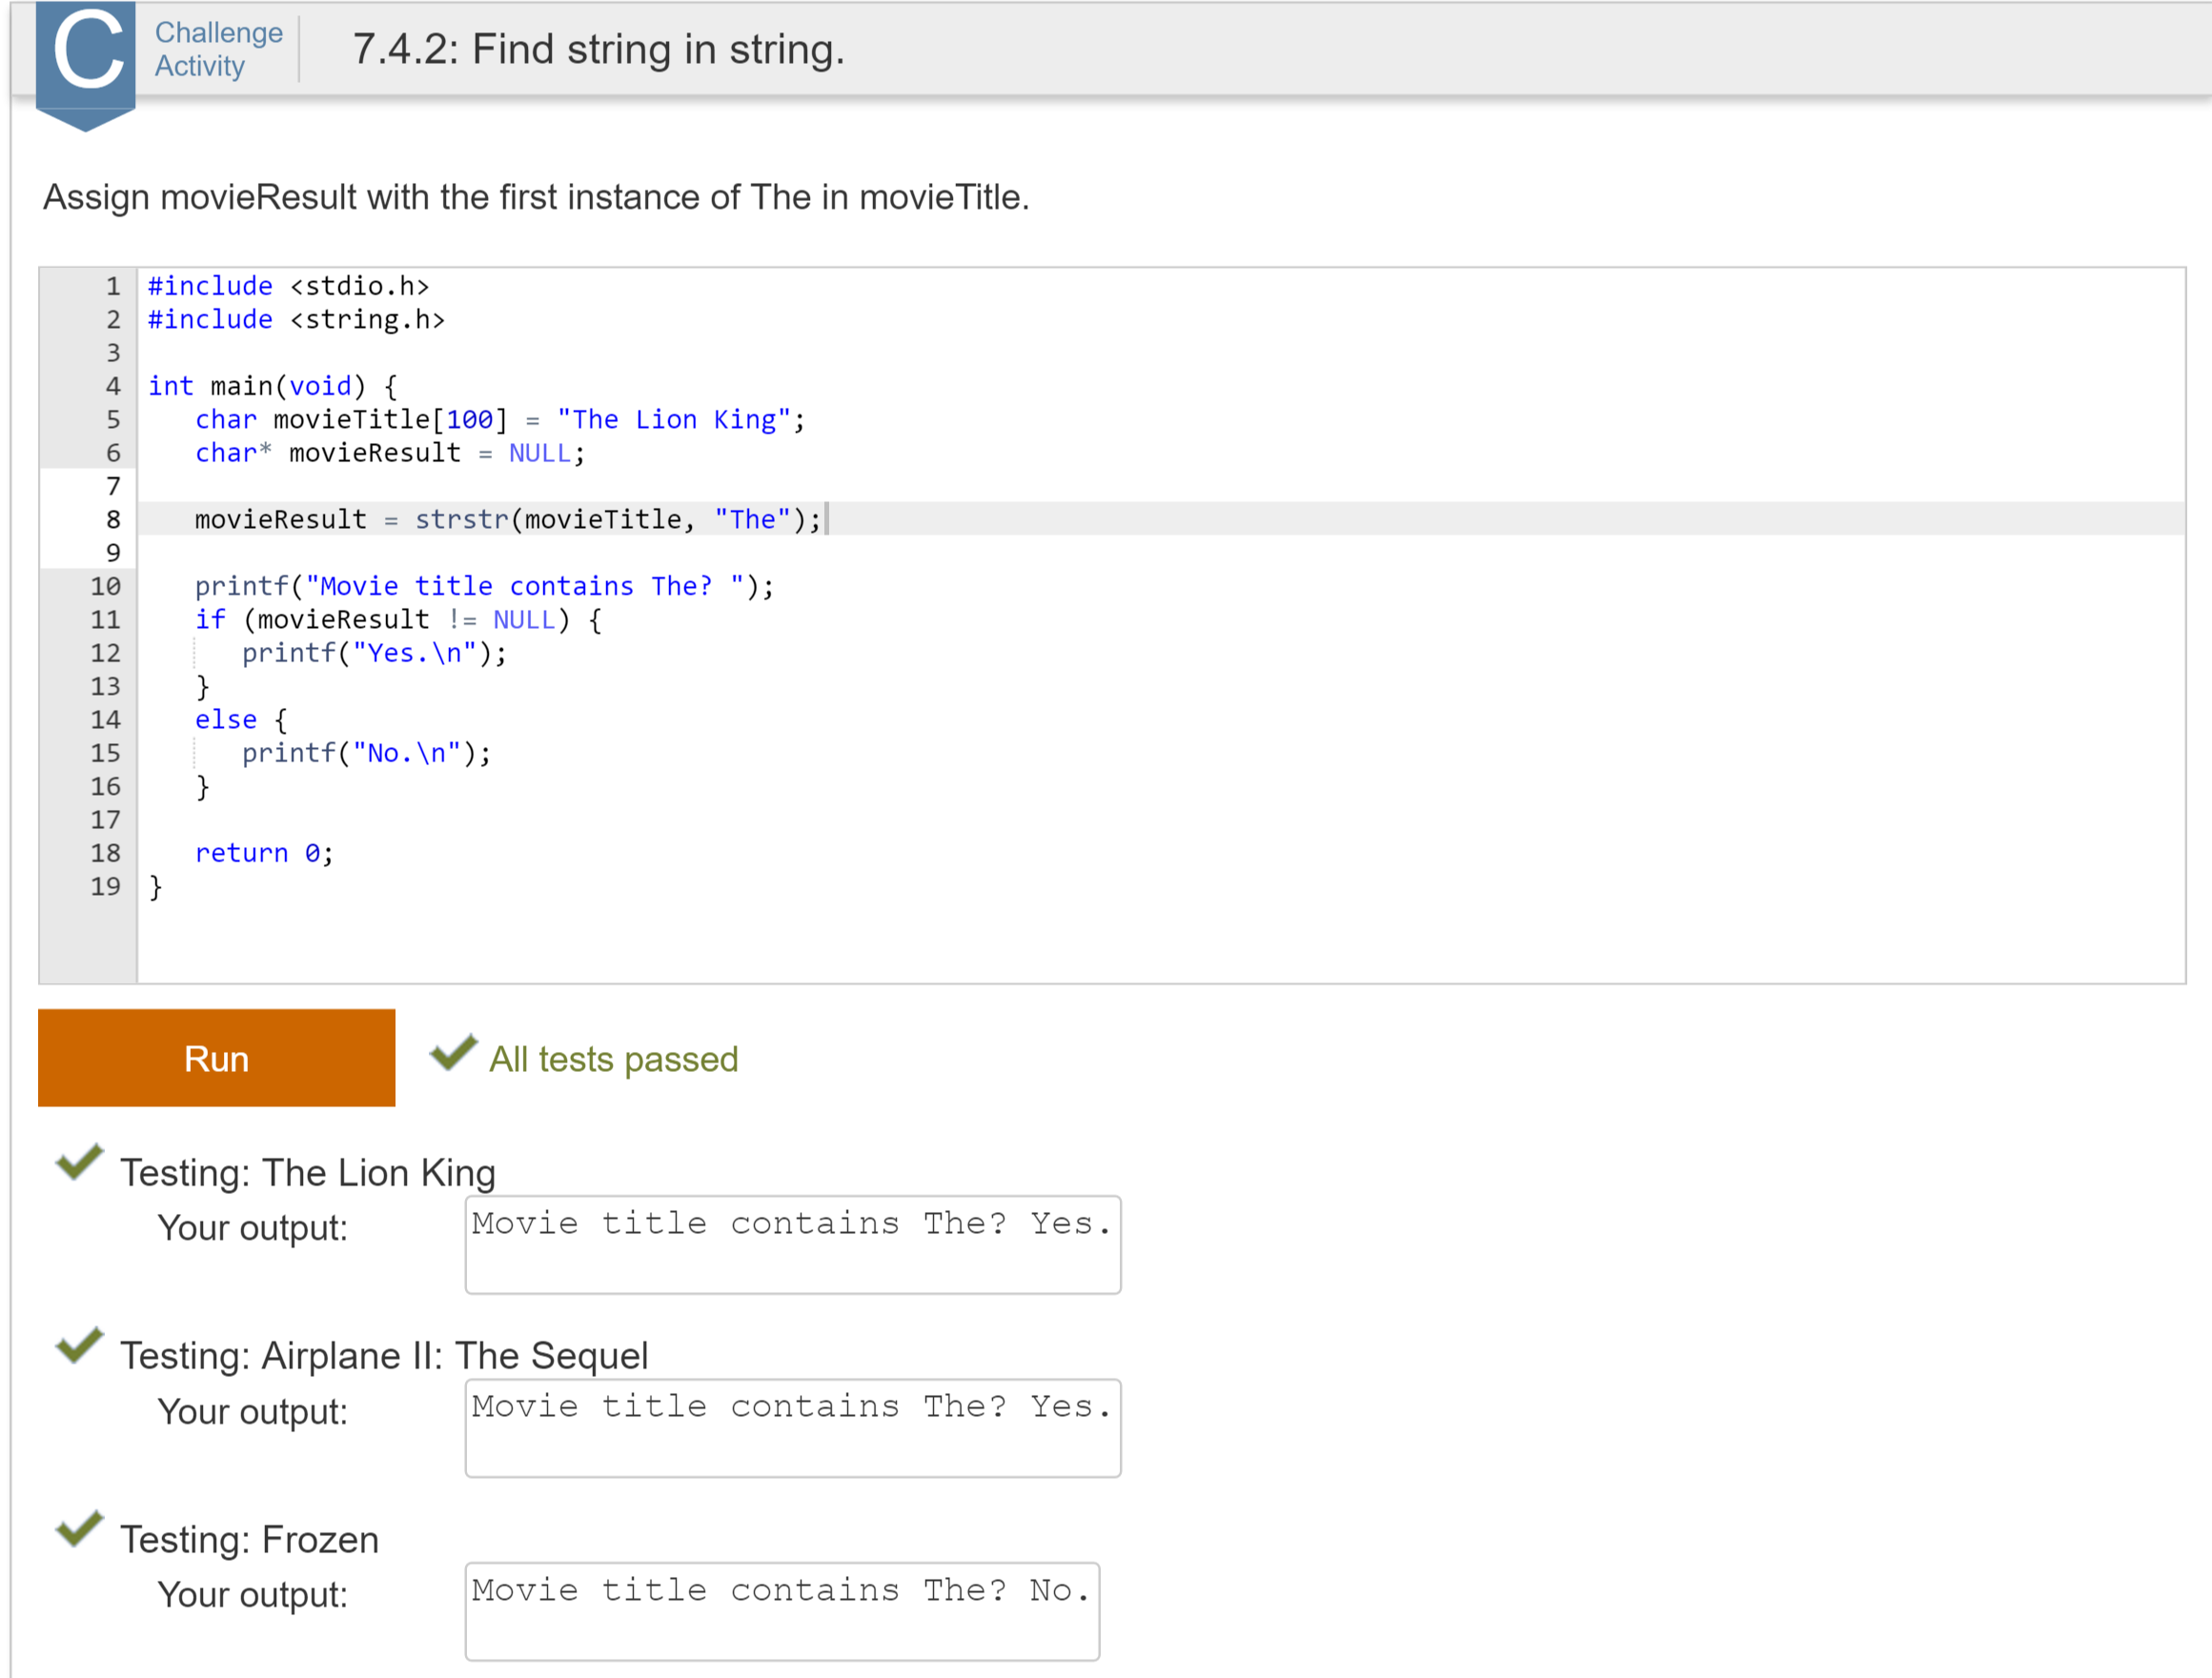 C
Challenge
Activity
7.4.2: Find string in string.
Assign movieResult with the first instance of The in movieTitle.
1 #include <stdio.h>
2 #include <string.h>
3
4 int main(void) {
5    char movieTitle[100] = "The Lion King";
6    char* movieResult = NULL;
7
8    movieResult = strstr(movieTitle, "The");
9
10    printf("Movie title contains The? ");
11    if (movieResult != NULL) {
12       printf("Yes.\n");
13    }
14    else {
15       printf("No.\n");
16    }
17
18    return 0;
19 }
Run
All tests passed
Testing: The Lion King
Your output: Movie title contains The? Yes.
Testing: Airplane II: The Sequel
Your output: Movie title contains The? Yes.
Testing: Frozen
Your output: Movie title contains The? No.